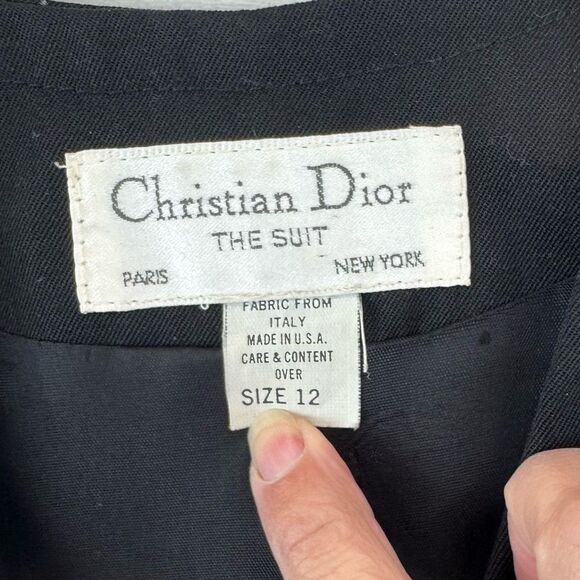 Christian Dior
THE SUIT
PARIS NEW YORK
FABRIC FROM
ITALY
MADE IN U.S.A.
CARE & CONTENT
OVER
SIZE 12